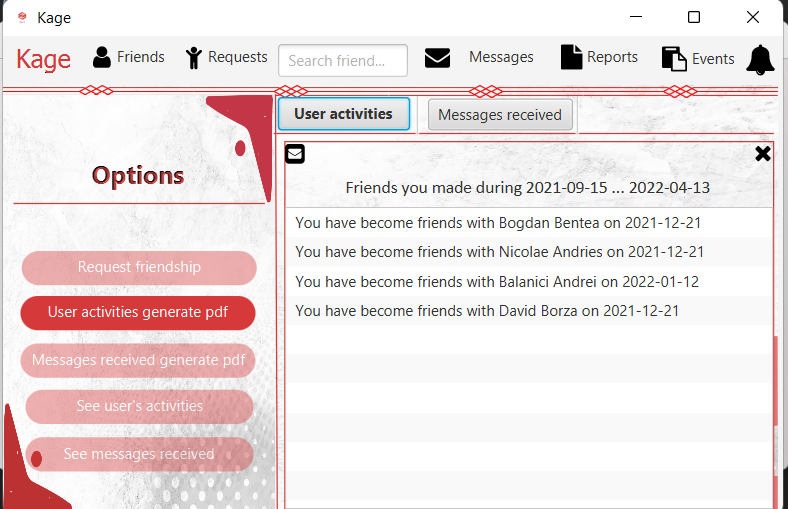 Kage
Kage Friends Requests Search friend... Messages Reports Events
User activities Messages received
Options
Friends you made during 2021-09-15 ... 2022-04-13
You have become friends with Bogdan Bentea on 2021-12-21
You have become friends with Nicolae Andries on 2021-12-21
You have become friends with Balanici Andrei on 2022-01-12
You have become friends with David Borza on 2021-12-21
Request friendship
User activities generate pdf
Messages received generate pdf
See user's activities
See messages received